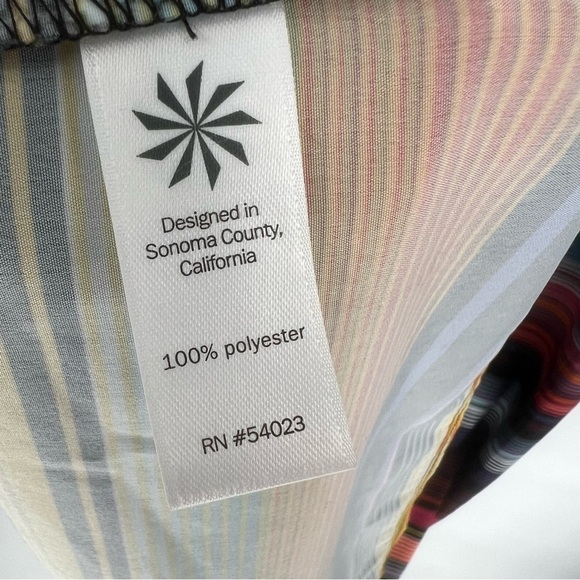 Designed in
Sonoma County,
California
100% polyester
RN #54023